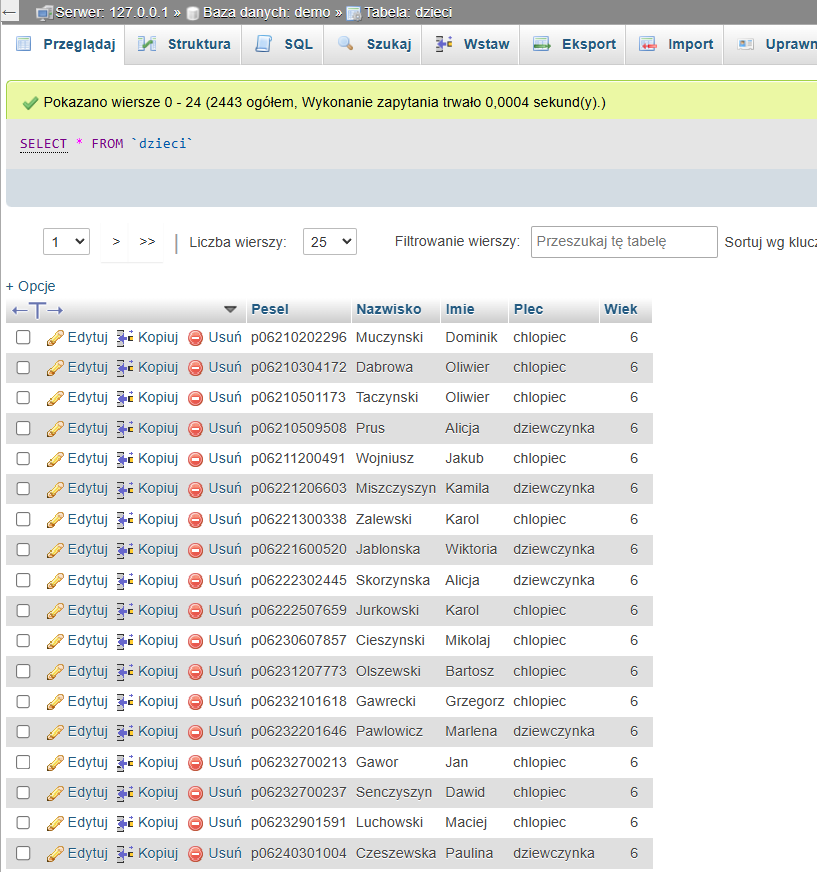 ← Serwer: 127.0.0.1 » Baza danych: demo » Tabela: dzieci
Przeglądaj Struktura SQL Szukaj Wstaw Eksport Import Uprawn
Pokazano wiersze 0 - 24 (2443 ogółem, Wykonanie zapytania trwało 0,0004 sekund(y).)
SELECT * FROM `dzieci`
1 > >> | Liczba wierszy: 25 Filtrowanie wierszy: Przeszukaj tę tabelę Sortuj wg klucz
+ Opcje
←T→ Pesel Nazwisko Imie Plec Wiek
Edytuj Kopiuj Usuń p06210202296 Muczynski Dominik chlopiec 6
Edytuj Kopiuj Usuń p06210304172 Dabrowa Oliwier chlopiec 6
Edytuj Kopiuj Usuń p06210501173 Taczynski Oliwier chlopiec 6
Edytuj Kopiuj Usuń p06210509508 Prus Alicja dziewczynka 6
Edytuj Kopiuj Usuń p06211200491 Wojniusz Jakub chlopiec 6
Edytuj Kopiuj Usuń p06221206603 Miszczyszyn Kamila dziewczynka 6
Edytuj Kopiuj Usuń p06221300338 Zalewski Karol chlopiec 6
Edytuj Kopiuj Usuń p06221600520 Jablonska Wiktoria dziewczynka 6
Edytuj Kopiuj Usuń p06222302445 Skorzynska Alicja dziewczynka 6
Edytuj Kopiuj Usuń p06222507659 Jurkowski Karol chlopiec 6
Edytuj Kopiuj Usuń p06230607857 Cieszynski Mikolaj chlopiec 6
Edytuj Kopiuj Usuń p06231207773 Olszewski Bartosz chlopiec 6
Edytuj Kopiuj Usuń p06232101618 Gawrecki Grzegorz chlopiec 6
Edytuj Kopiuj Usuń p06232201646 Pawlowicz Marlena dziewczynka 6
Edytuj Kopiuj Usuń p06232700213 Gawor Jan chlopiec 6
Edytuj Kopiuj Usuń p06232700237 Senczyszyn Dawid chlopiec 6
Edytuj Kopiuj Usuń p06232901591 Luchowski Maciej chlopiec 6
Edytuj Kopiuj Usuń p06240301004 Czeszewska Paulina dziewczynka 6